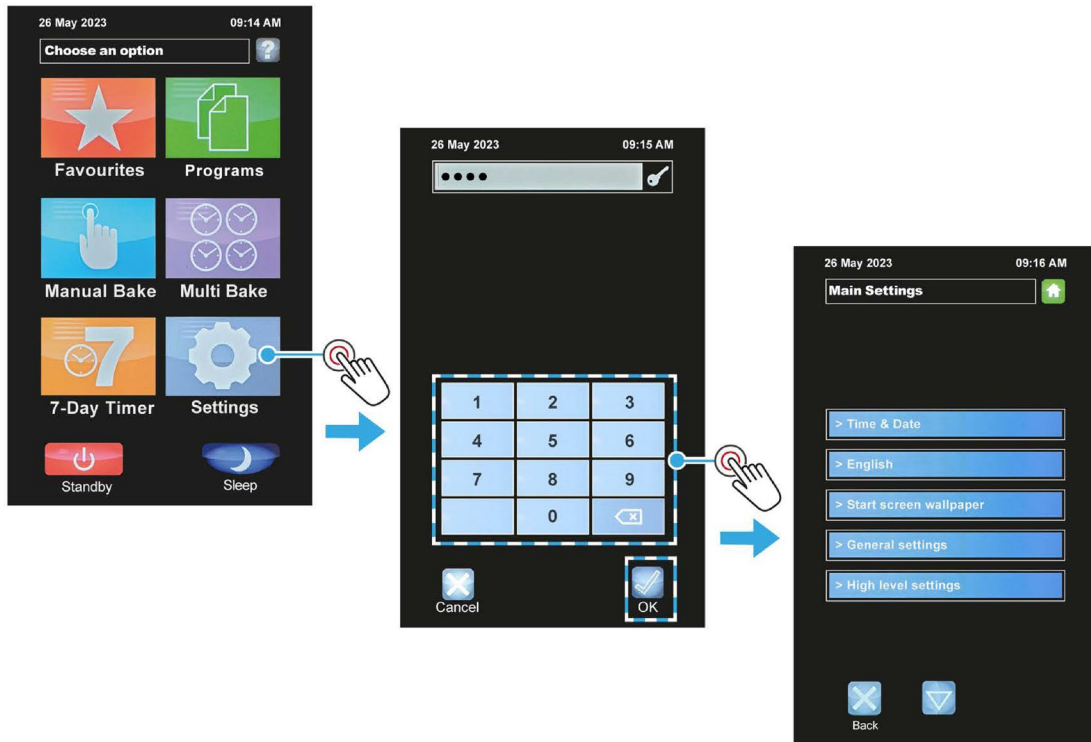 26 May 2023 09:14 AM
Choose an option
?
Favourites Programs
Manual Bake Multi Bake
7
7-Day Timer Settings
Standby Sleep
26 May 2023 09:15 AM
••••
1 2 3
4 5 6
7 8 9
0
Cancel OK
26 May 2023 09:16 AM
Main Settings
> Time & Date
> English
> Start screen wallpaper
> General settings
> High level settings
Back